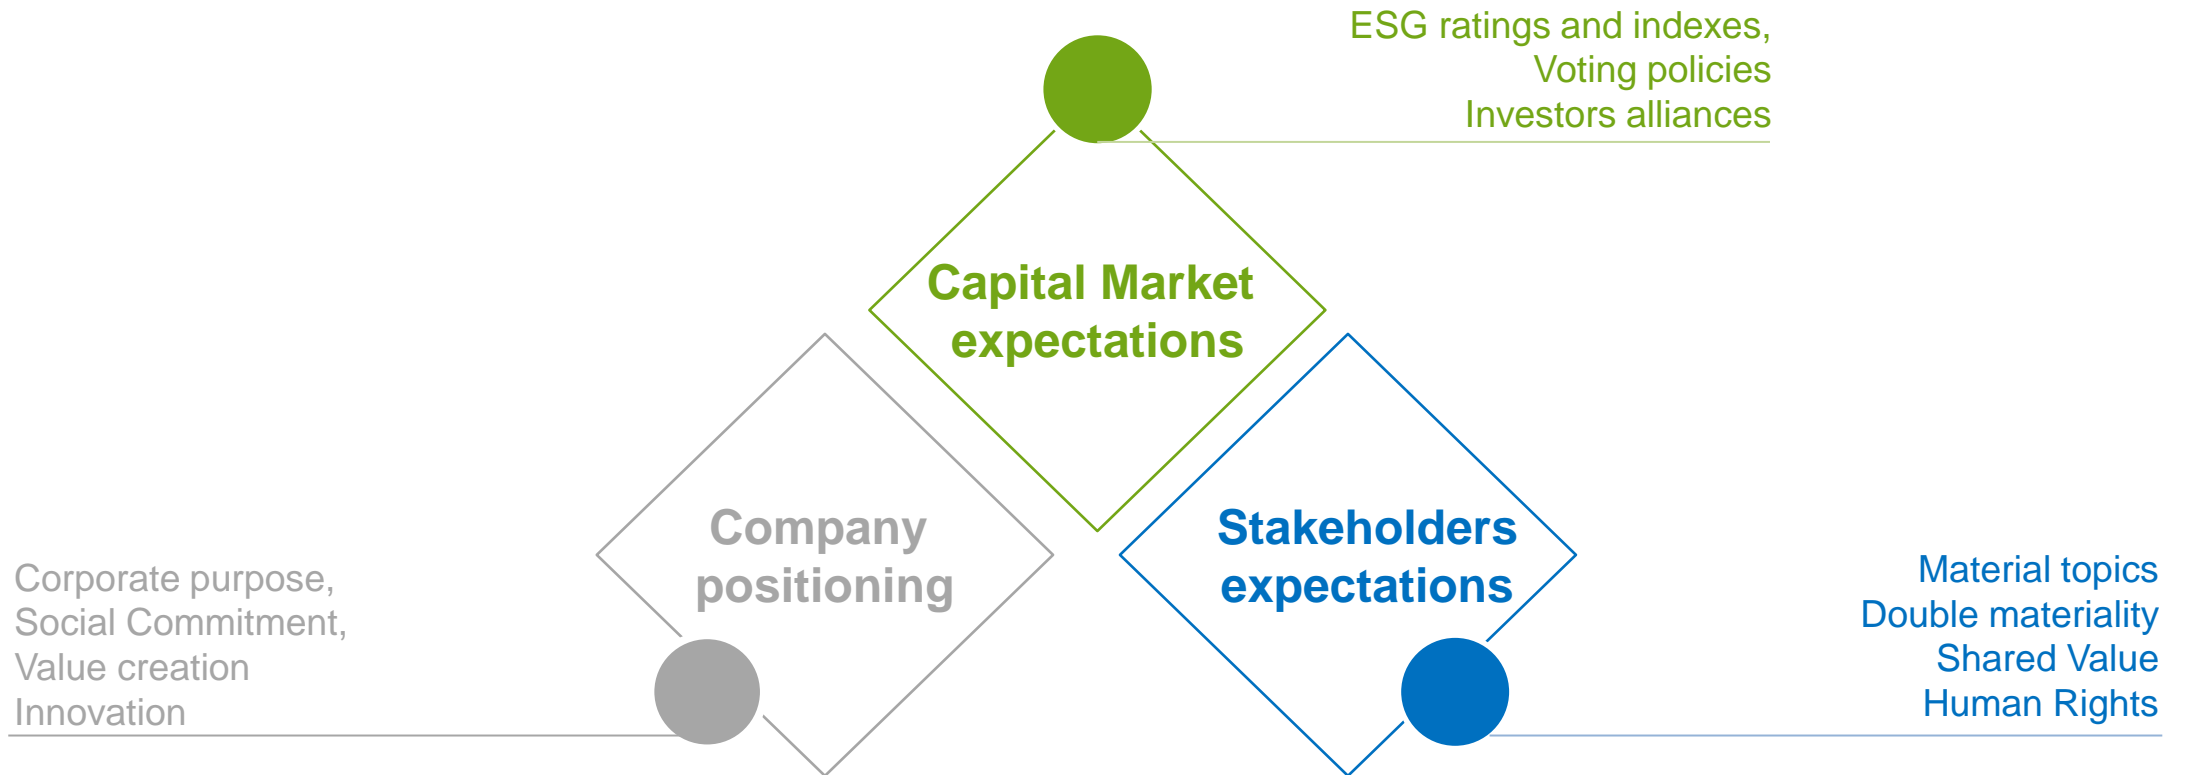 ESG ratings and indexes,
Voting policies
Investors alliances
Capital Market
expectations
Company
positioning
Stakeholders
expectations
Corporate purpose,
Social Commitment,
Value creation
Innovation
Material topics
Double materiality
Shared Value
Human Rights